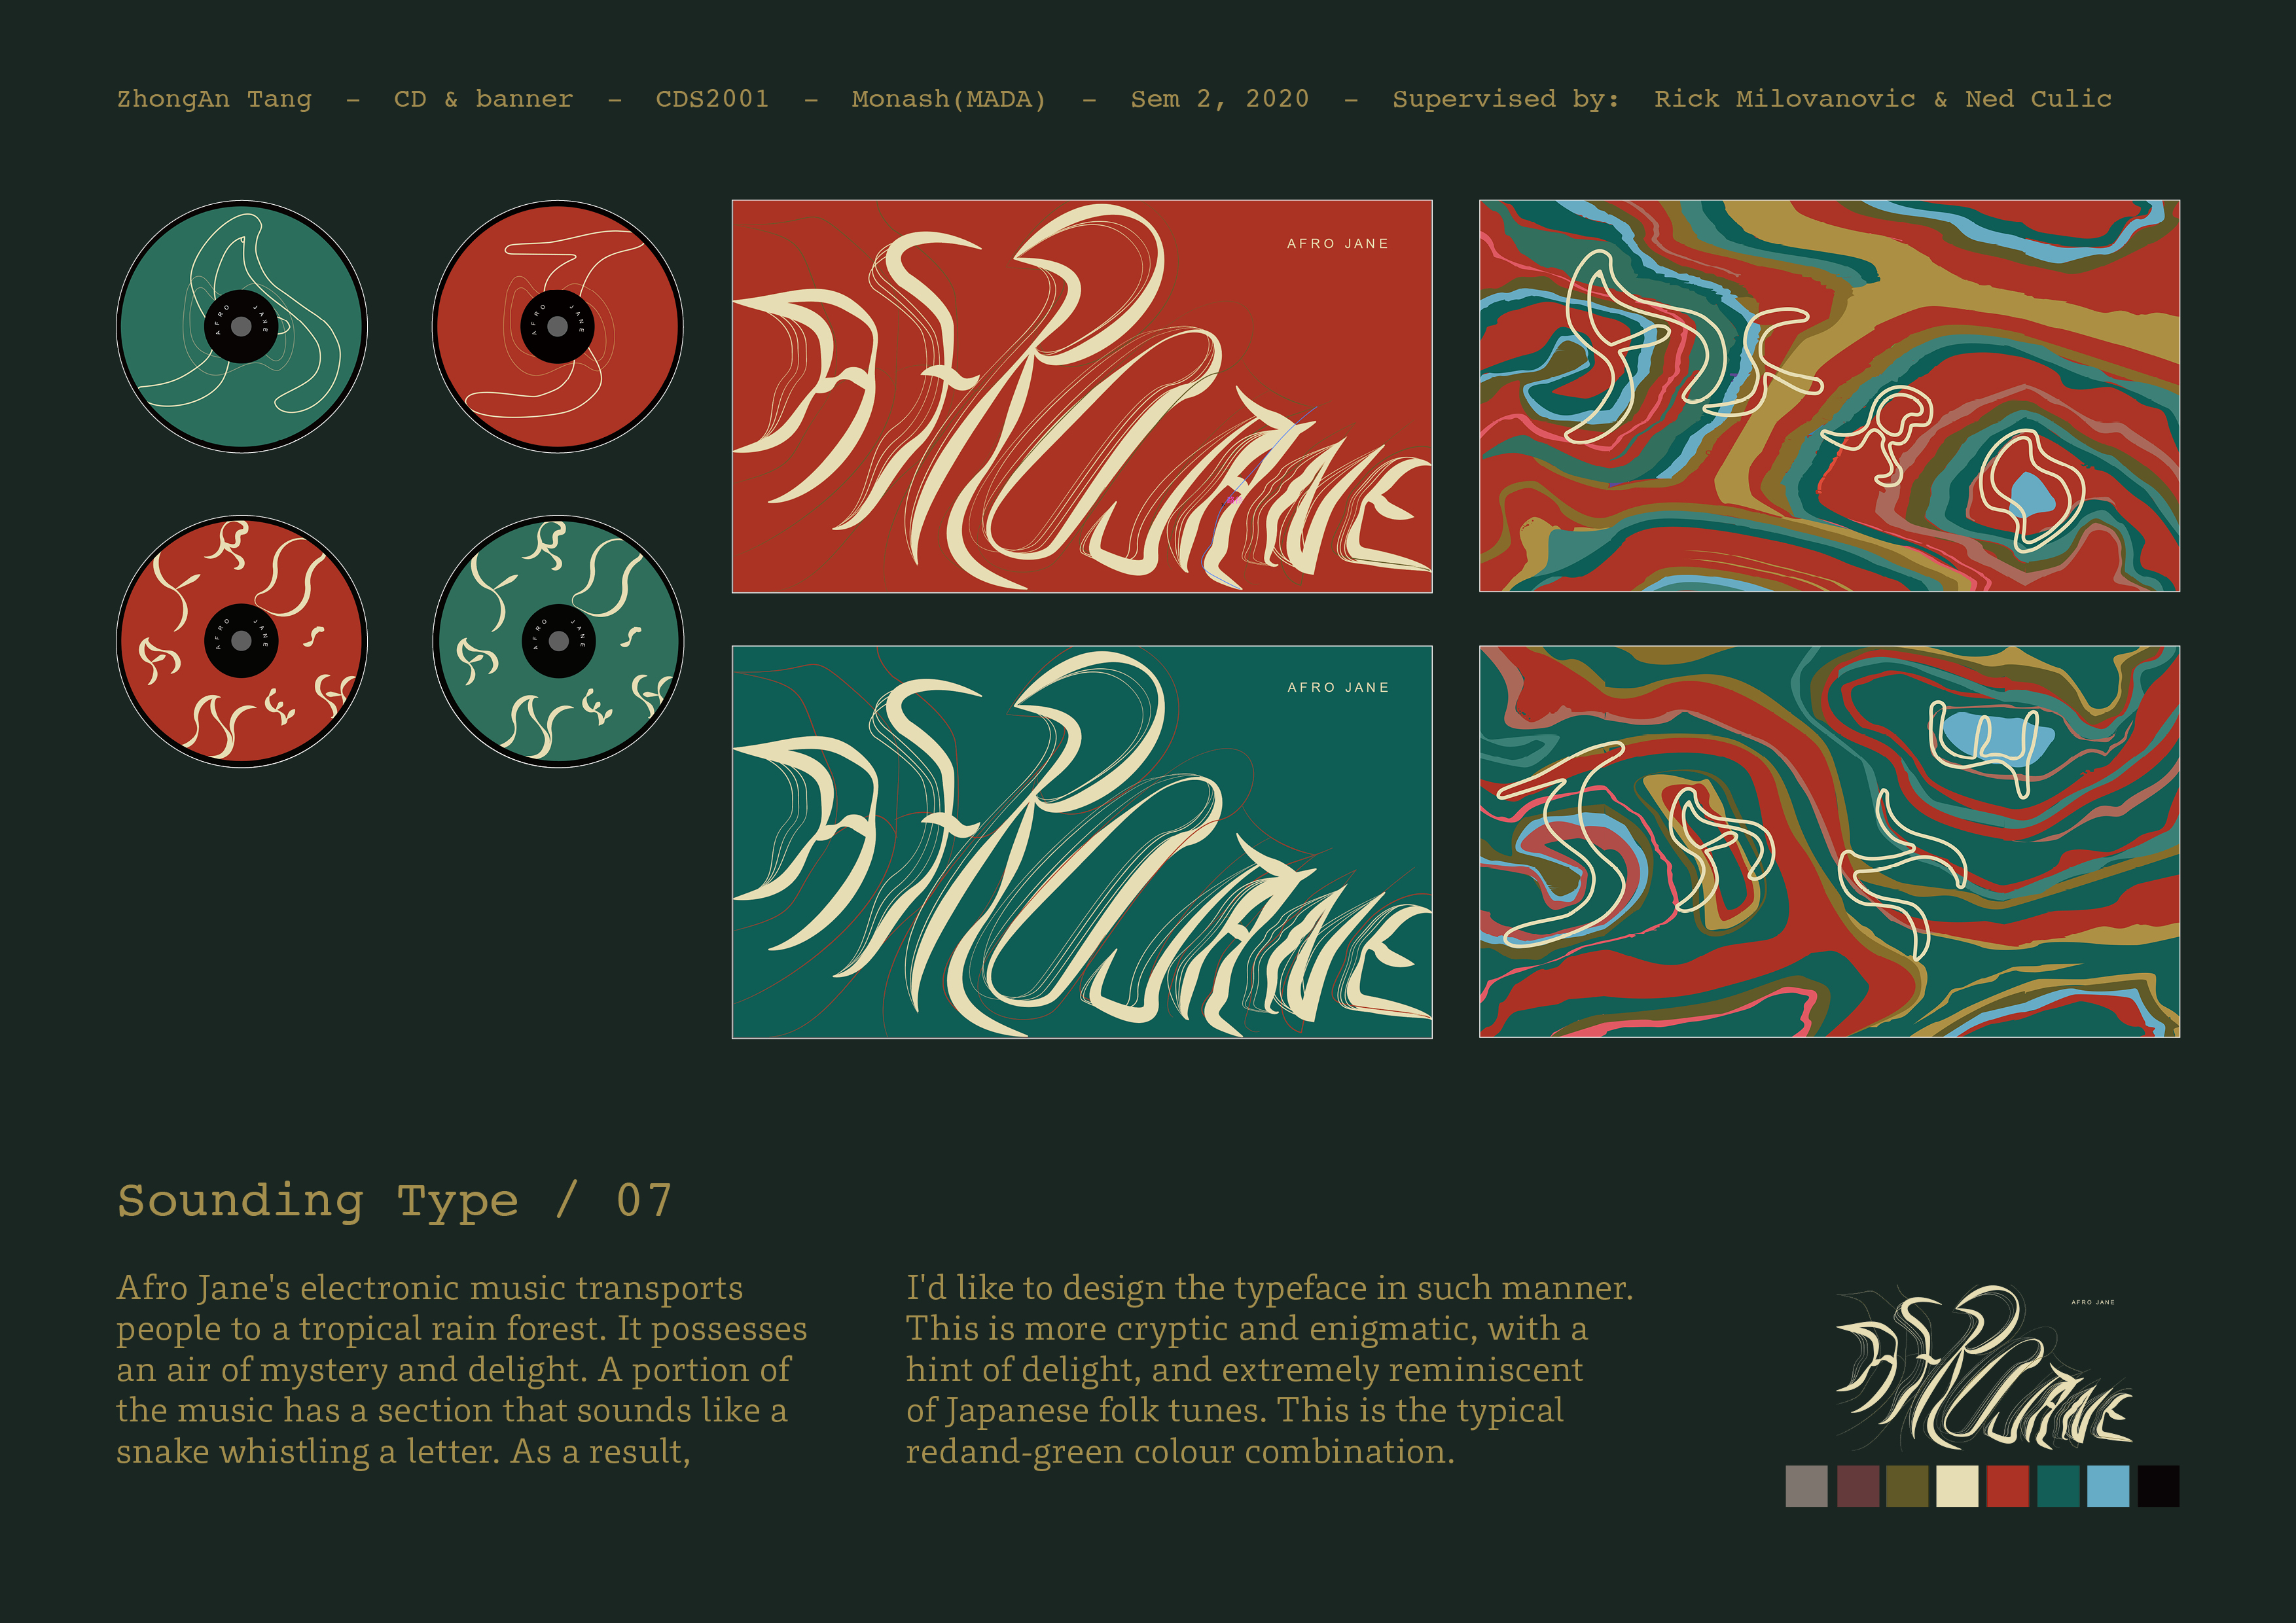 ZhongAn Tang – CD & banner – CDS2001 – Monash(MADA) – Sem 2, 2020 – Supervised by: Rick Milovanovic & Ned Culic
AFRO JANE
AFRO JANE
AFRO JANE
AFRO JANE
AFRO JANE
AFRO JANE
AFRO JANE
AFRO JANE
AFRO
JANE
Sounding Type / 07
Afro Jane's electronic music transports
people to a tropical rain forest. It possesses
an air of mystery and delight. A portion of
the music has a section that sounds like a
snake whistling a letter. As a result,
I'd like to design the typeface in such manner.
This is more cryptic and enigmatic, with a
hint of delight, and extremely reminiscent
of Japanese folk tunes. This is the typical
redand-green colour combination.
AFRO JANE
AFRO JANE